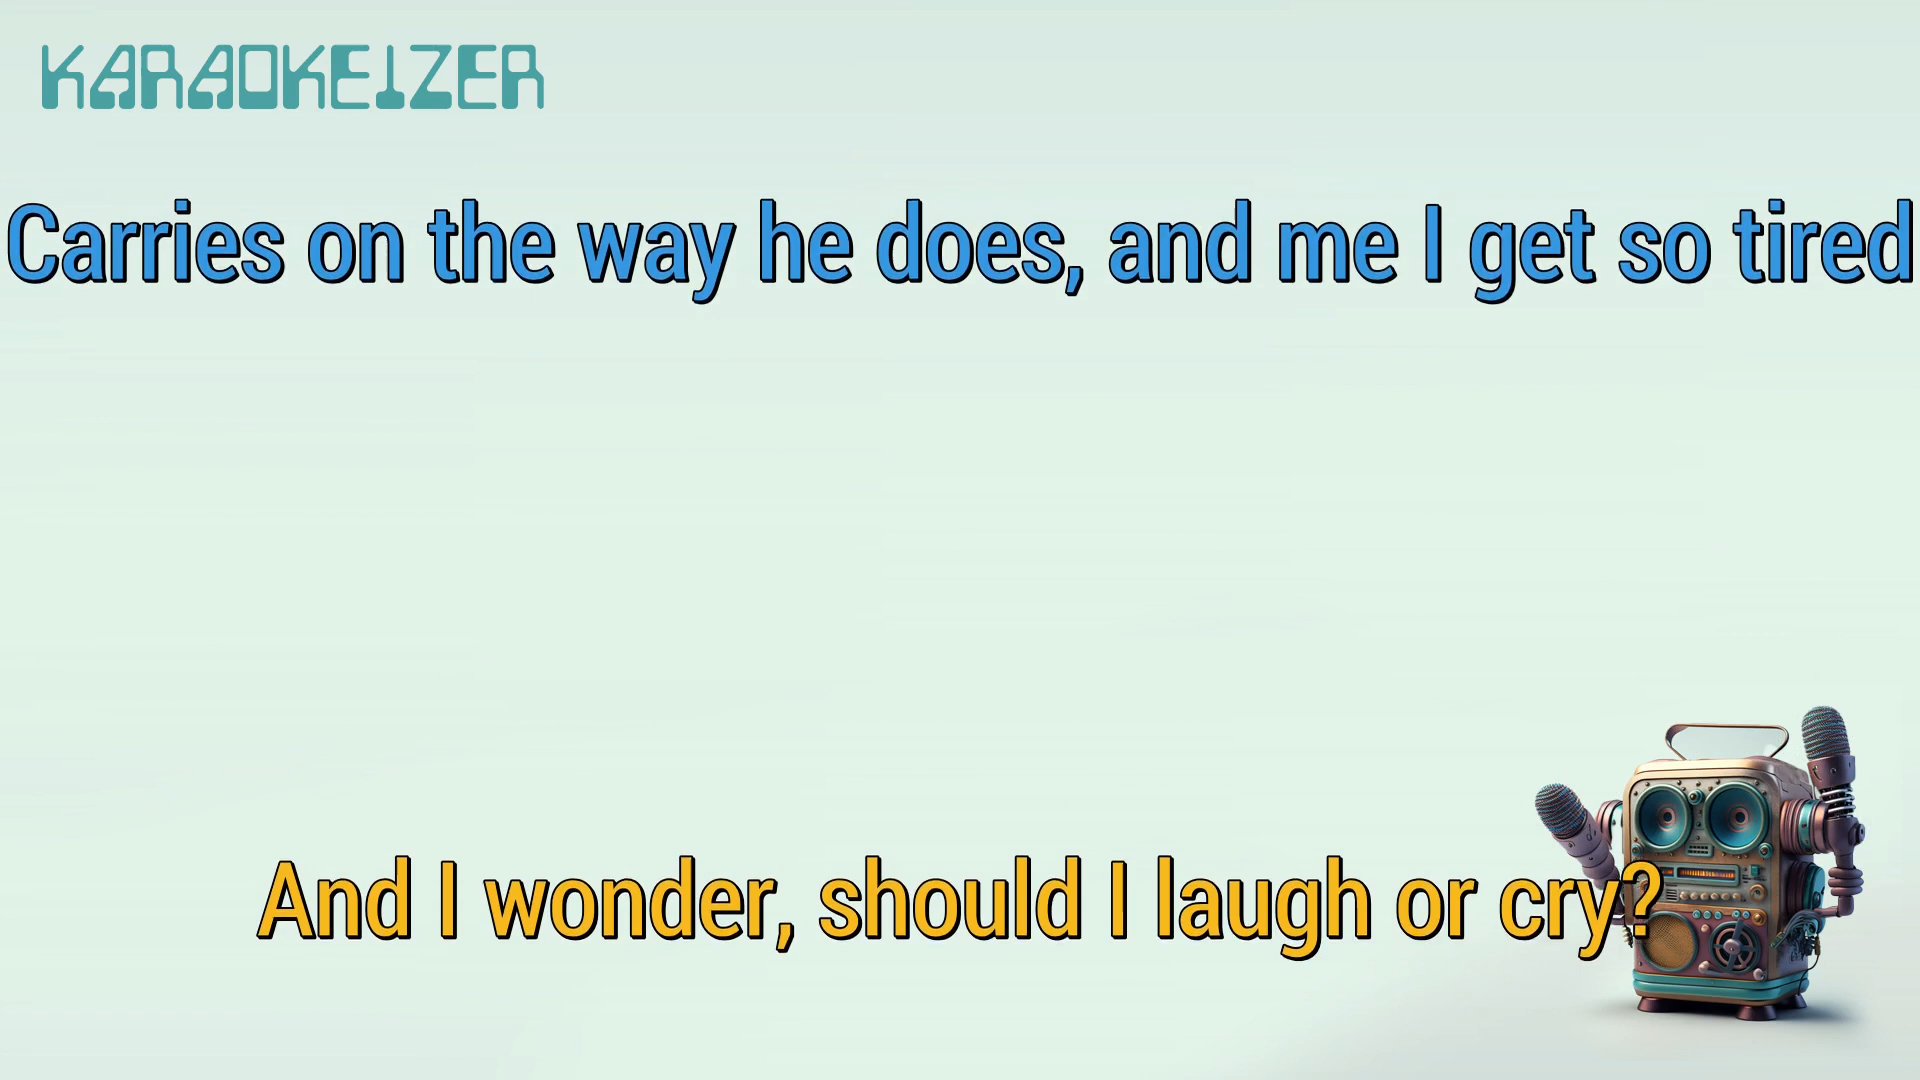 KARAOKEIZER
Carries on the way he does, and me I get so tired
And I wonder, should I laugh or cry?